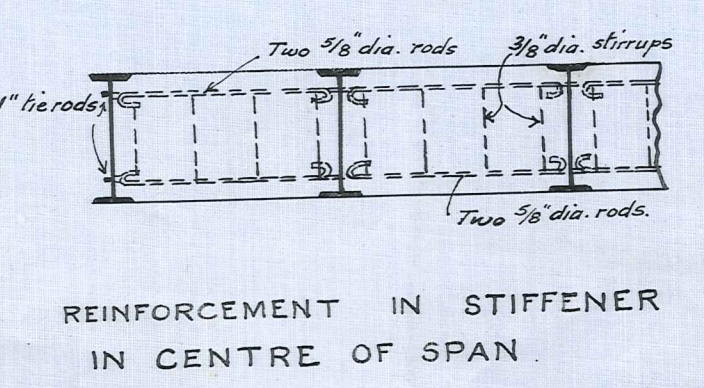 Two 5/8" dia. rods
3/8" dia. stirrups
1" tie rods
Two 5/8" dia. rods.
REINFORCEMENT IN STIFFENER
IN CENTRE OF SPAN.